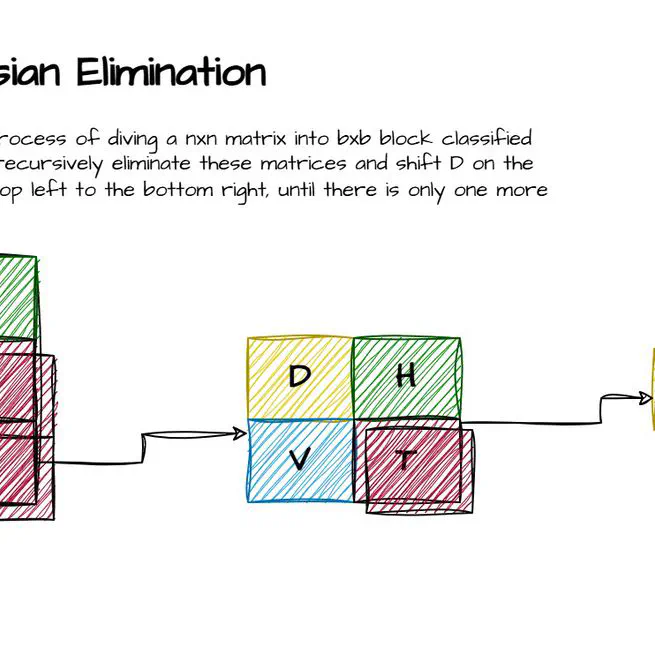 sian Elimination
rocess of diving a nxn matrix into bxb block classified
recursively eliminate these matrices and shift D on the
op left to the bottom right, until there is only one more
D H
V T